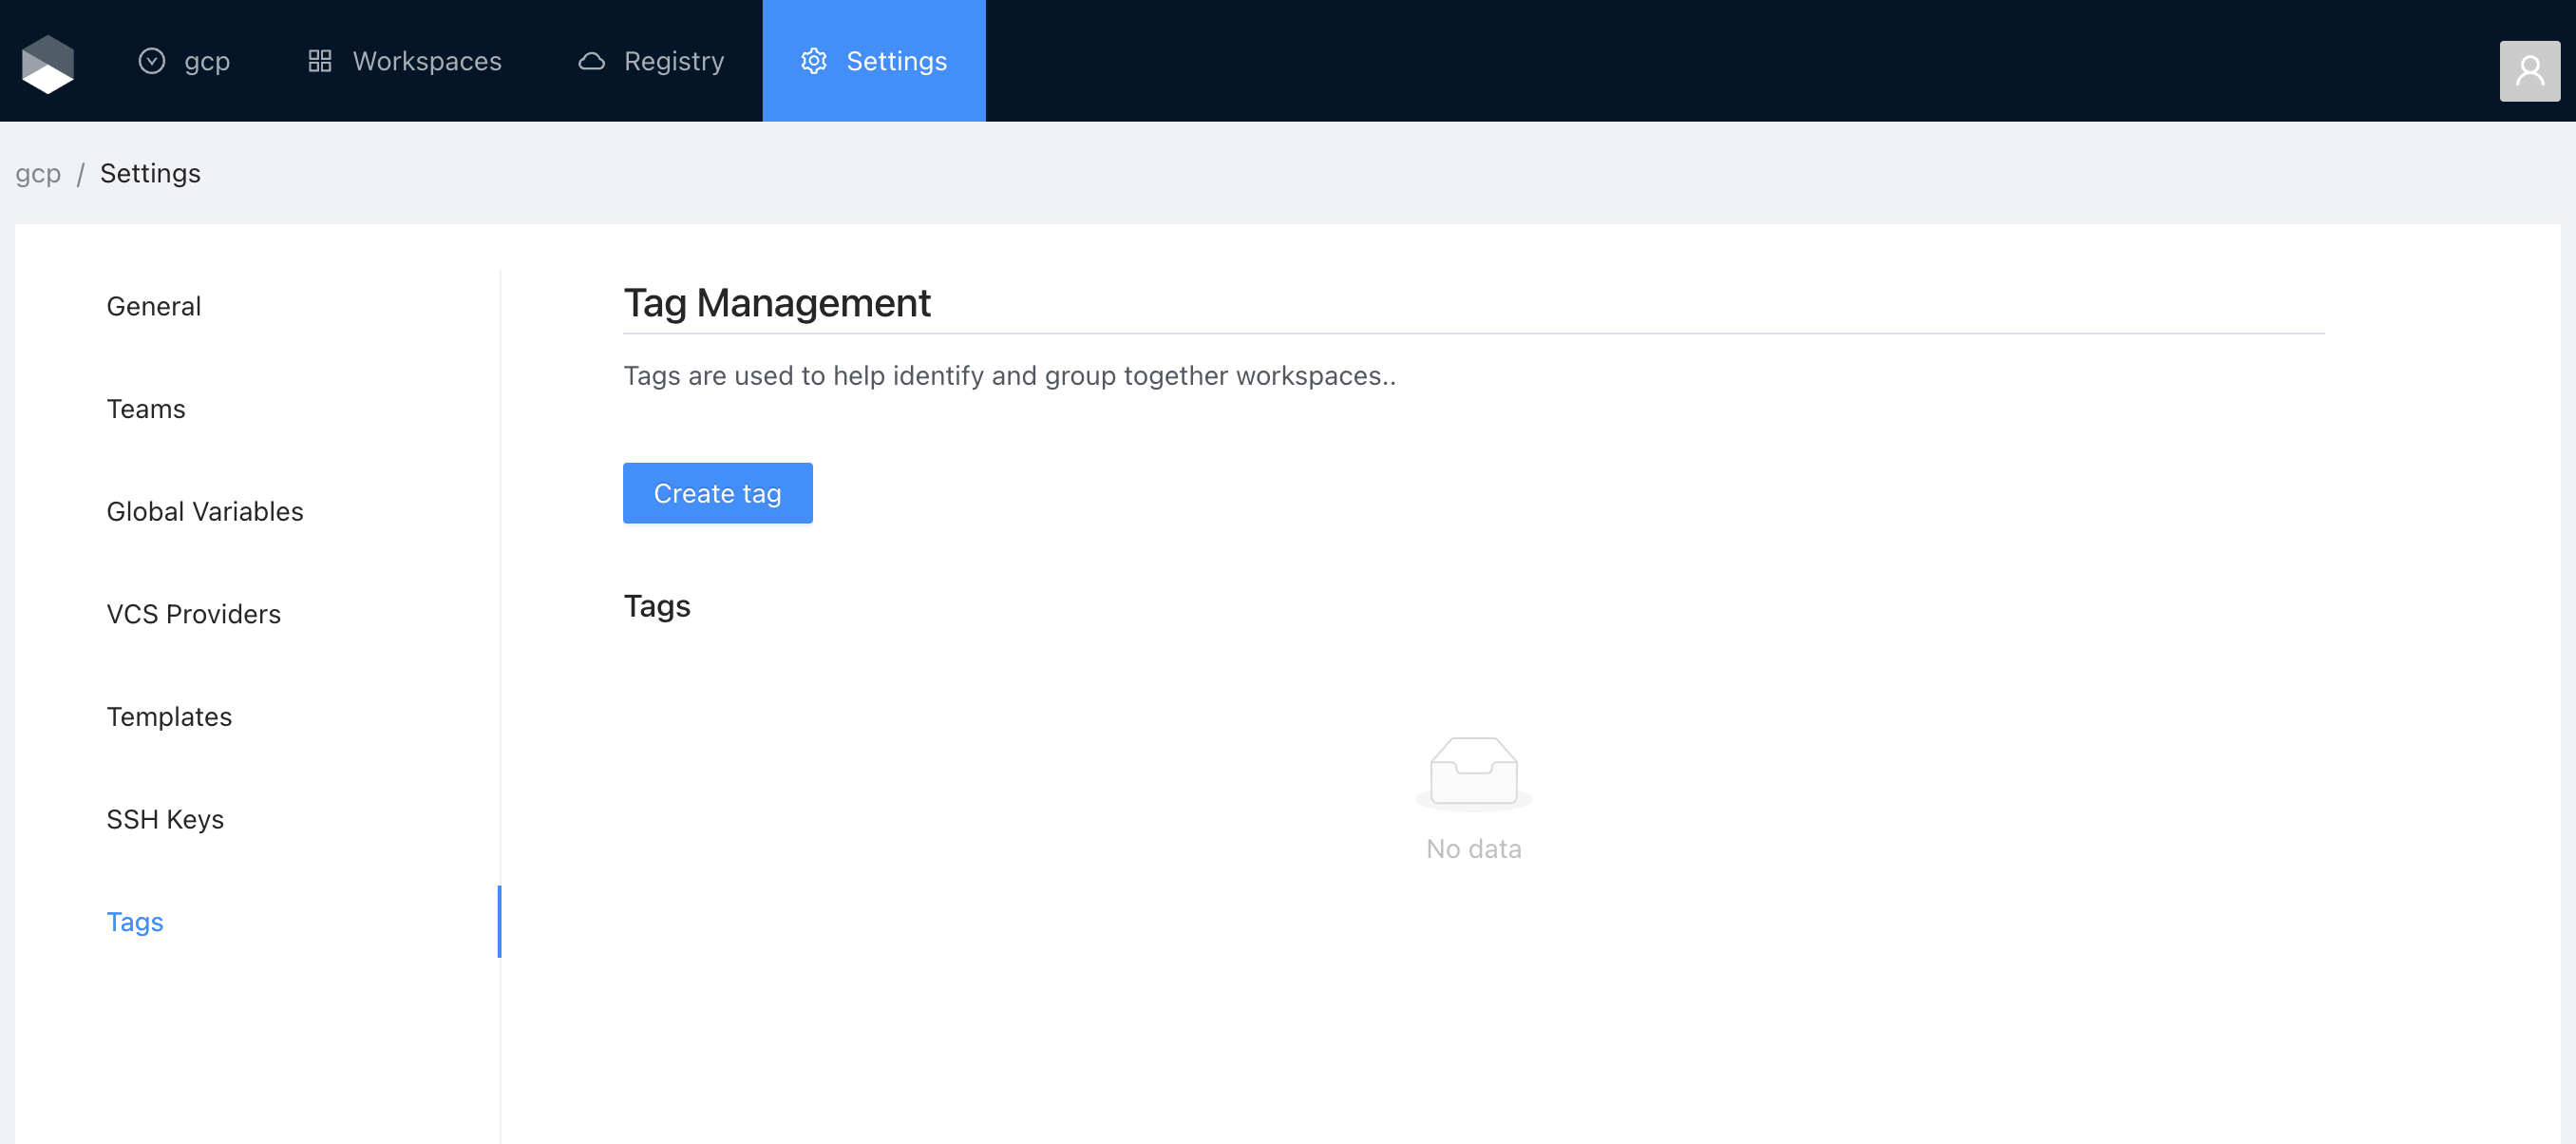 gcp
Workspaces
Registry
Settings
gcp / Settings
General
Teams
Global Variables
VCS Providers
Templates
SSH Keys
Tags
Tag Management
Tags are used to help identify and group together workspaces..
Create tag
Tags
No data